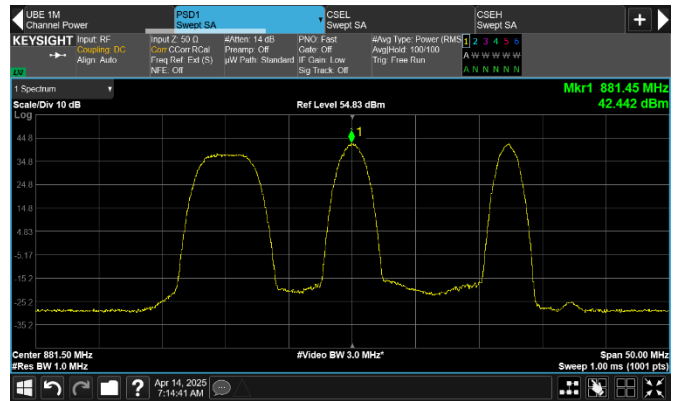 UBE 1M
Channel Power
PSD1
Swept SA
CSEL
Swept SA
CSEH
Swept SA
KEYSIGHT
Input: RF
Coupling: DC
Align: Auto
Input Z: 50 Ω
Corr CCorr RCal
Freq Ref: Ext (S)
NFE: Off
#Atten: 14 dB
Preamp: Off
µW Path: Standard
PNO: Fast
Gate: Off
IF Gain: Low
Sig Track: Off
#Avg Type: Power (RMS
Avg|Hold: 100/100
Trig: Free Run
1 2 3 4 5 6
A W W W W W
A N N N N N
LXI
1 Spectrum
Scale/Div 10 dB
Log
Ref Level 54.83 dBm
Mkr1 881.45 MHz
42.442 dBm
1
44.8
34.8
24.8
14.8
4.83
-5.17
-15.2
-25.2
-35.2
Center 881.50 MHz
#Res BW 1.0 MHz
#Video BW 3.0 MHz*
Span 50.00 MHz
Sweep 1.00 ms (1001 pts)
?
Apr 14, 2025
7:14:41 AM